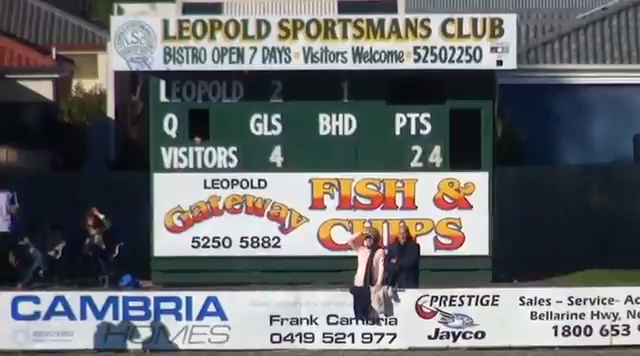 LEOPOLD SPORTSMANS CLUB
LSC
BISTRO OPEN 7 DAYS • Visitors Welcome • 52502250
LEOPOLD 2 1
Q GLS BHD PTS
VISITORS 4 24
LEOPOLD
Gateway
5250 5882
FISH &
CHIPS
CAMBRIA
HOMES
REGISTERED
Frank Cambria
0419 521 977
PRESTIGE
Jayco
Sales - Service- Ac
Bellarine Hwy, N
1800 653